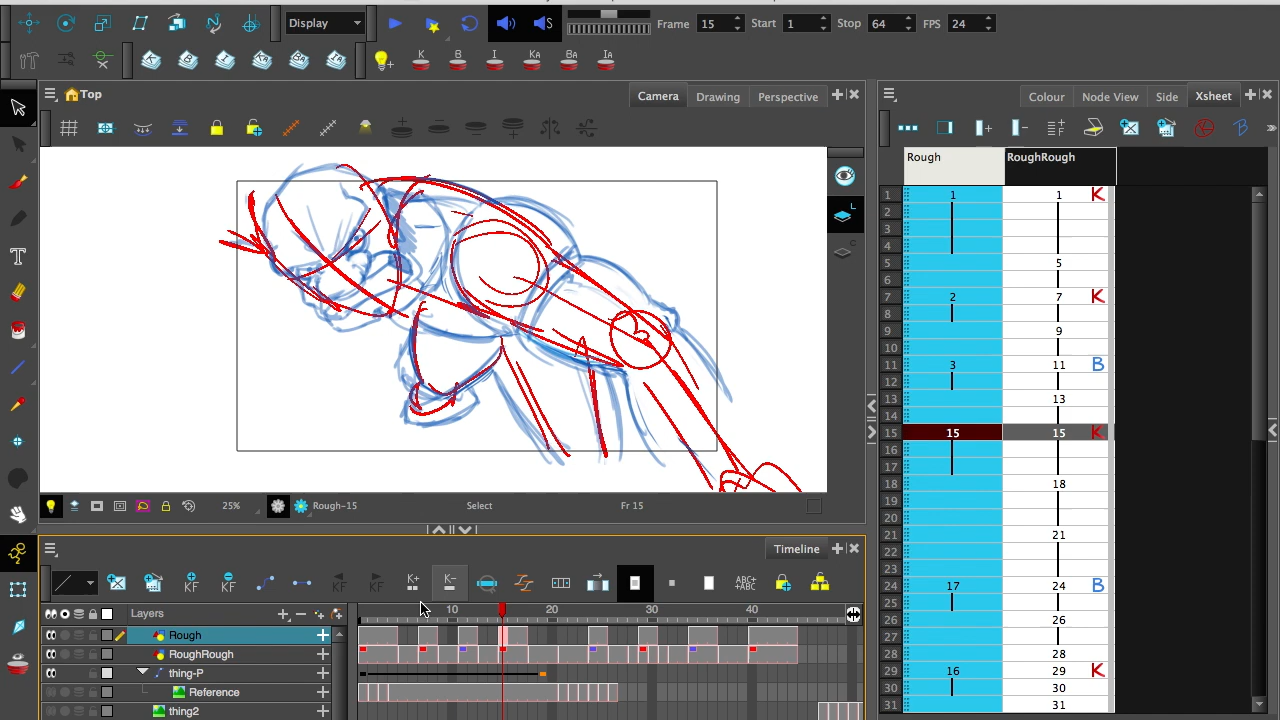 Display Frame 15 Start 1 Stop 64 FPS 24
K B I KA BA IA
Top Camera Drawing Perspective
Colour Node View Side Xsheet
Rough RoughRough
1 1 1 K
2
3
4
5 5
6
7 2 7 K
8
9 9
10
11 3 11 B
12
13 13
14
15 15 15 K
16
17
18 18
19
20
21 21
22
23
24 17 24 B
25
26 26
27
28 28
29 16 29 K
30 30
31 31
25% Rough-15 Select Fr 15
Timeline
KF KF KF KF K+ K- ABC+ +ABC
Layers 10 20 30 40
Rough
RoughRough
thing-P
Reference
thing2